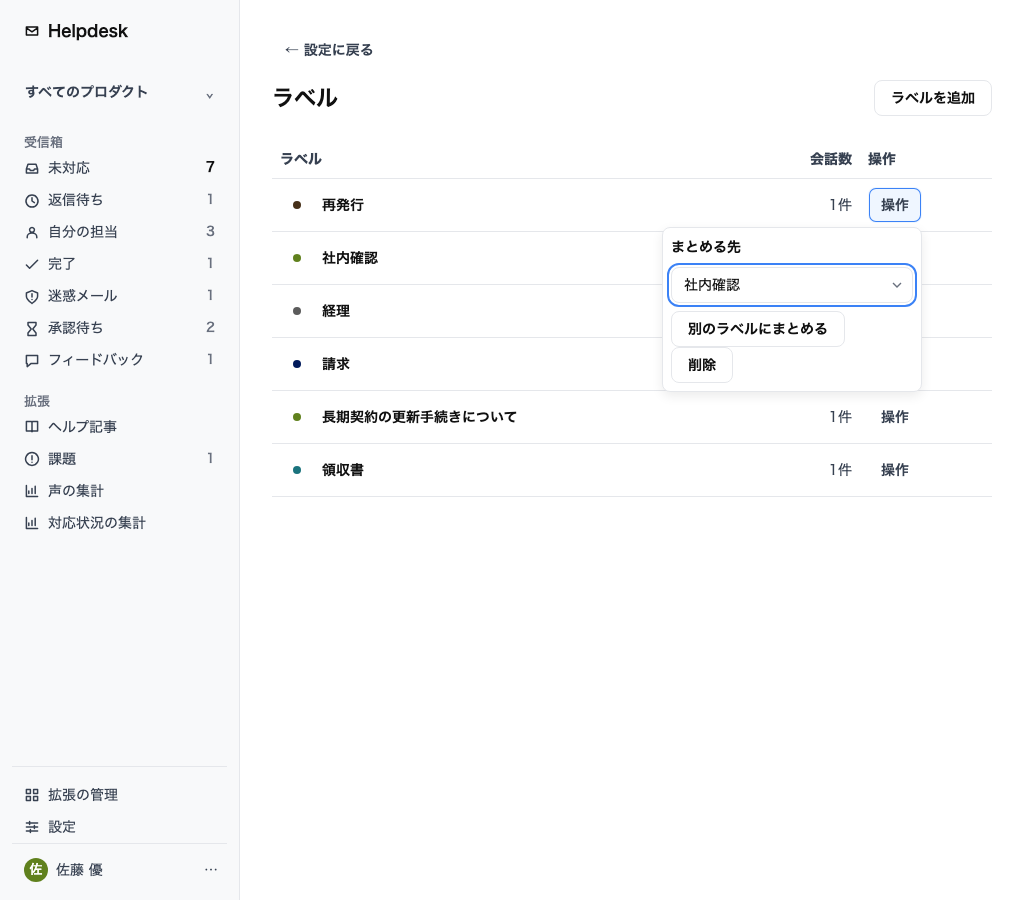 Helpdesk
すべてのプロダクト
受信箱
未対応 7
返信待ち 1
自分の担当 3
完了 1
迷惑メール 1
承認待ち 2
フィードバック 1
拡張
ヘルプ記事
課題 1
声の集計
対応状況の集計
拡張の管理
設定
佐 佐藤 優 …
← 設定に戻る
ラベル
ラベルを追加
ラベル 会話数 操作
再発行 1件 操作
社内確認
経理
請求
まとめる先
社内確認
別のラベルにまとめる
削除
長期契約の更新手続きについて 1件 操作
領収書 1件 操作